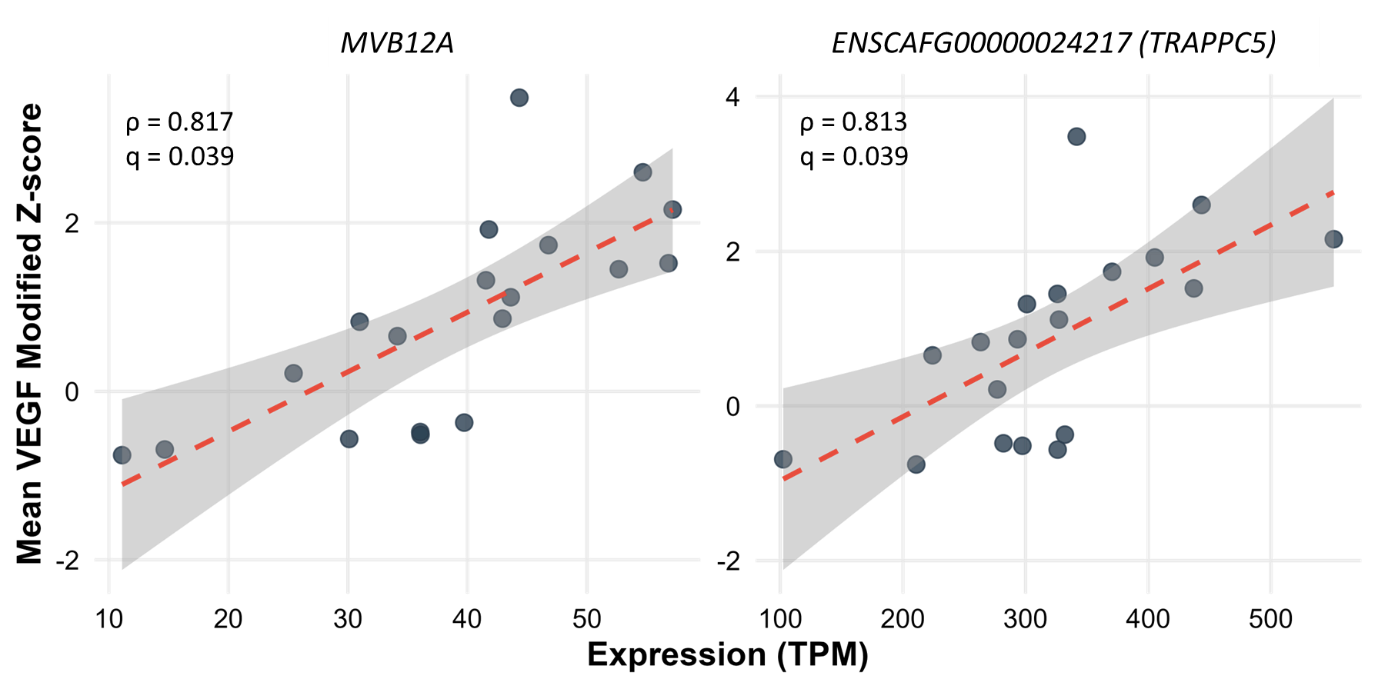 MVB12A
ENSCAFG00000024217 (TRAPPC5)
Mean VEGF Modified Z-score
ρ = 0.817
q = 0.039
2
0
-2
10 20 30 40 50
ρ = 0.813
q = 0.039
4
2
0
-2
100 200 300 400 500
Expression (TPM)